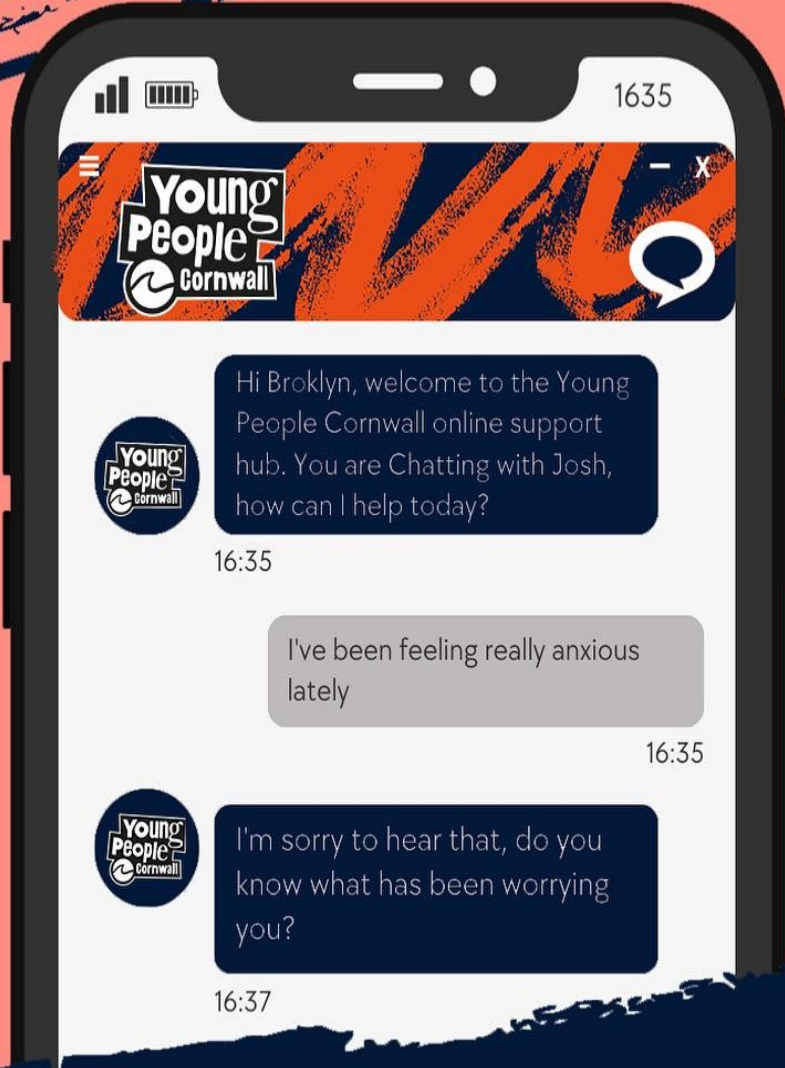 1635
X
Young
People
Cornwall
Hi Broklyn, welcome to the Young
People Cornwall online support
hub. You are Chatting with Josh,
how can I help today?
Young
People
Cornwall
16:35
I've been feeling really anxious
lately
16:35
Young
People
Cornwall
I'm sorry to hear that, do you
know what has been worrying
you?
16:37